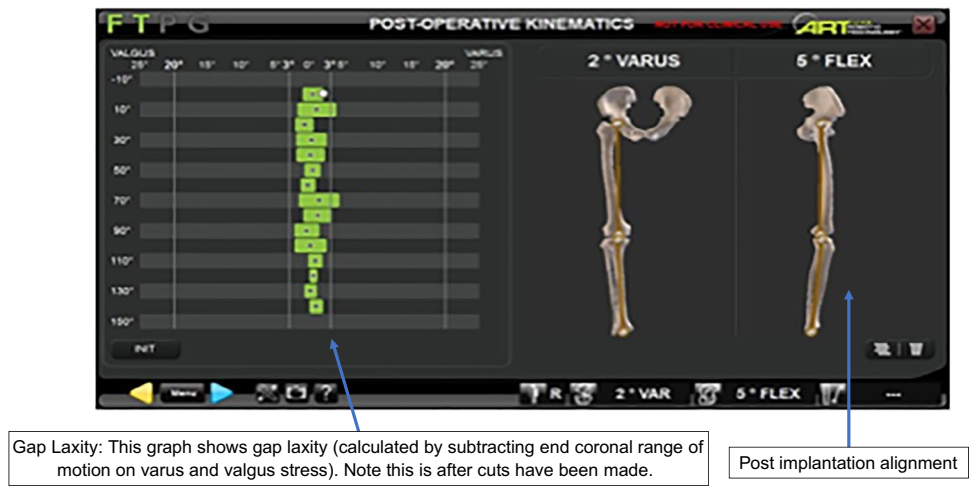 F T P G
POST-OPERATIVE KINEMATICS
NOT FOR CLINICAL USE
ART
VALGUS
VARUS
25° 20° 15° 10° 5° 3° 0° 3° 5° 10° 15° 20° 25°
-10°
10°
30°
50°
70°
90°
110°
130°
150°
INIT
2° VARUS
5° FLEX
Menu
?
R
2° VAR
5° FLEX
---
Gap Laxity: This graph shows gap laxity (calculated by subtracting end coronal range of
motion on varus and valgus stress). Note this is after cuts have been made.
Post implantation alignment